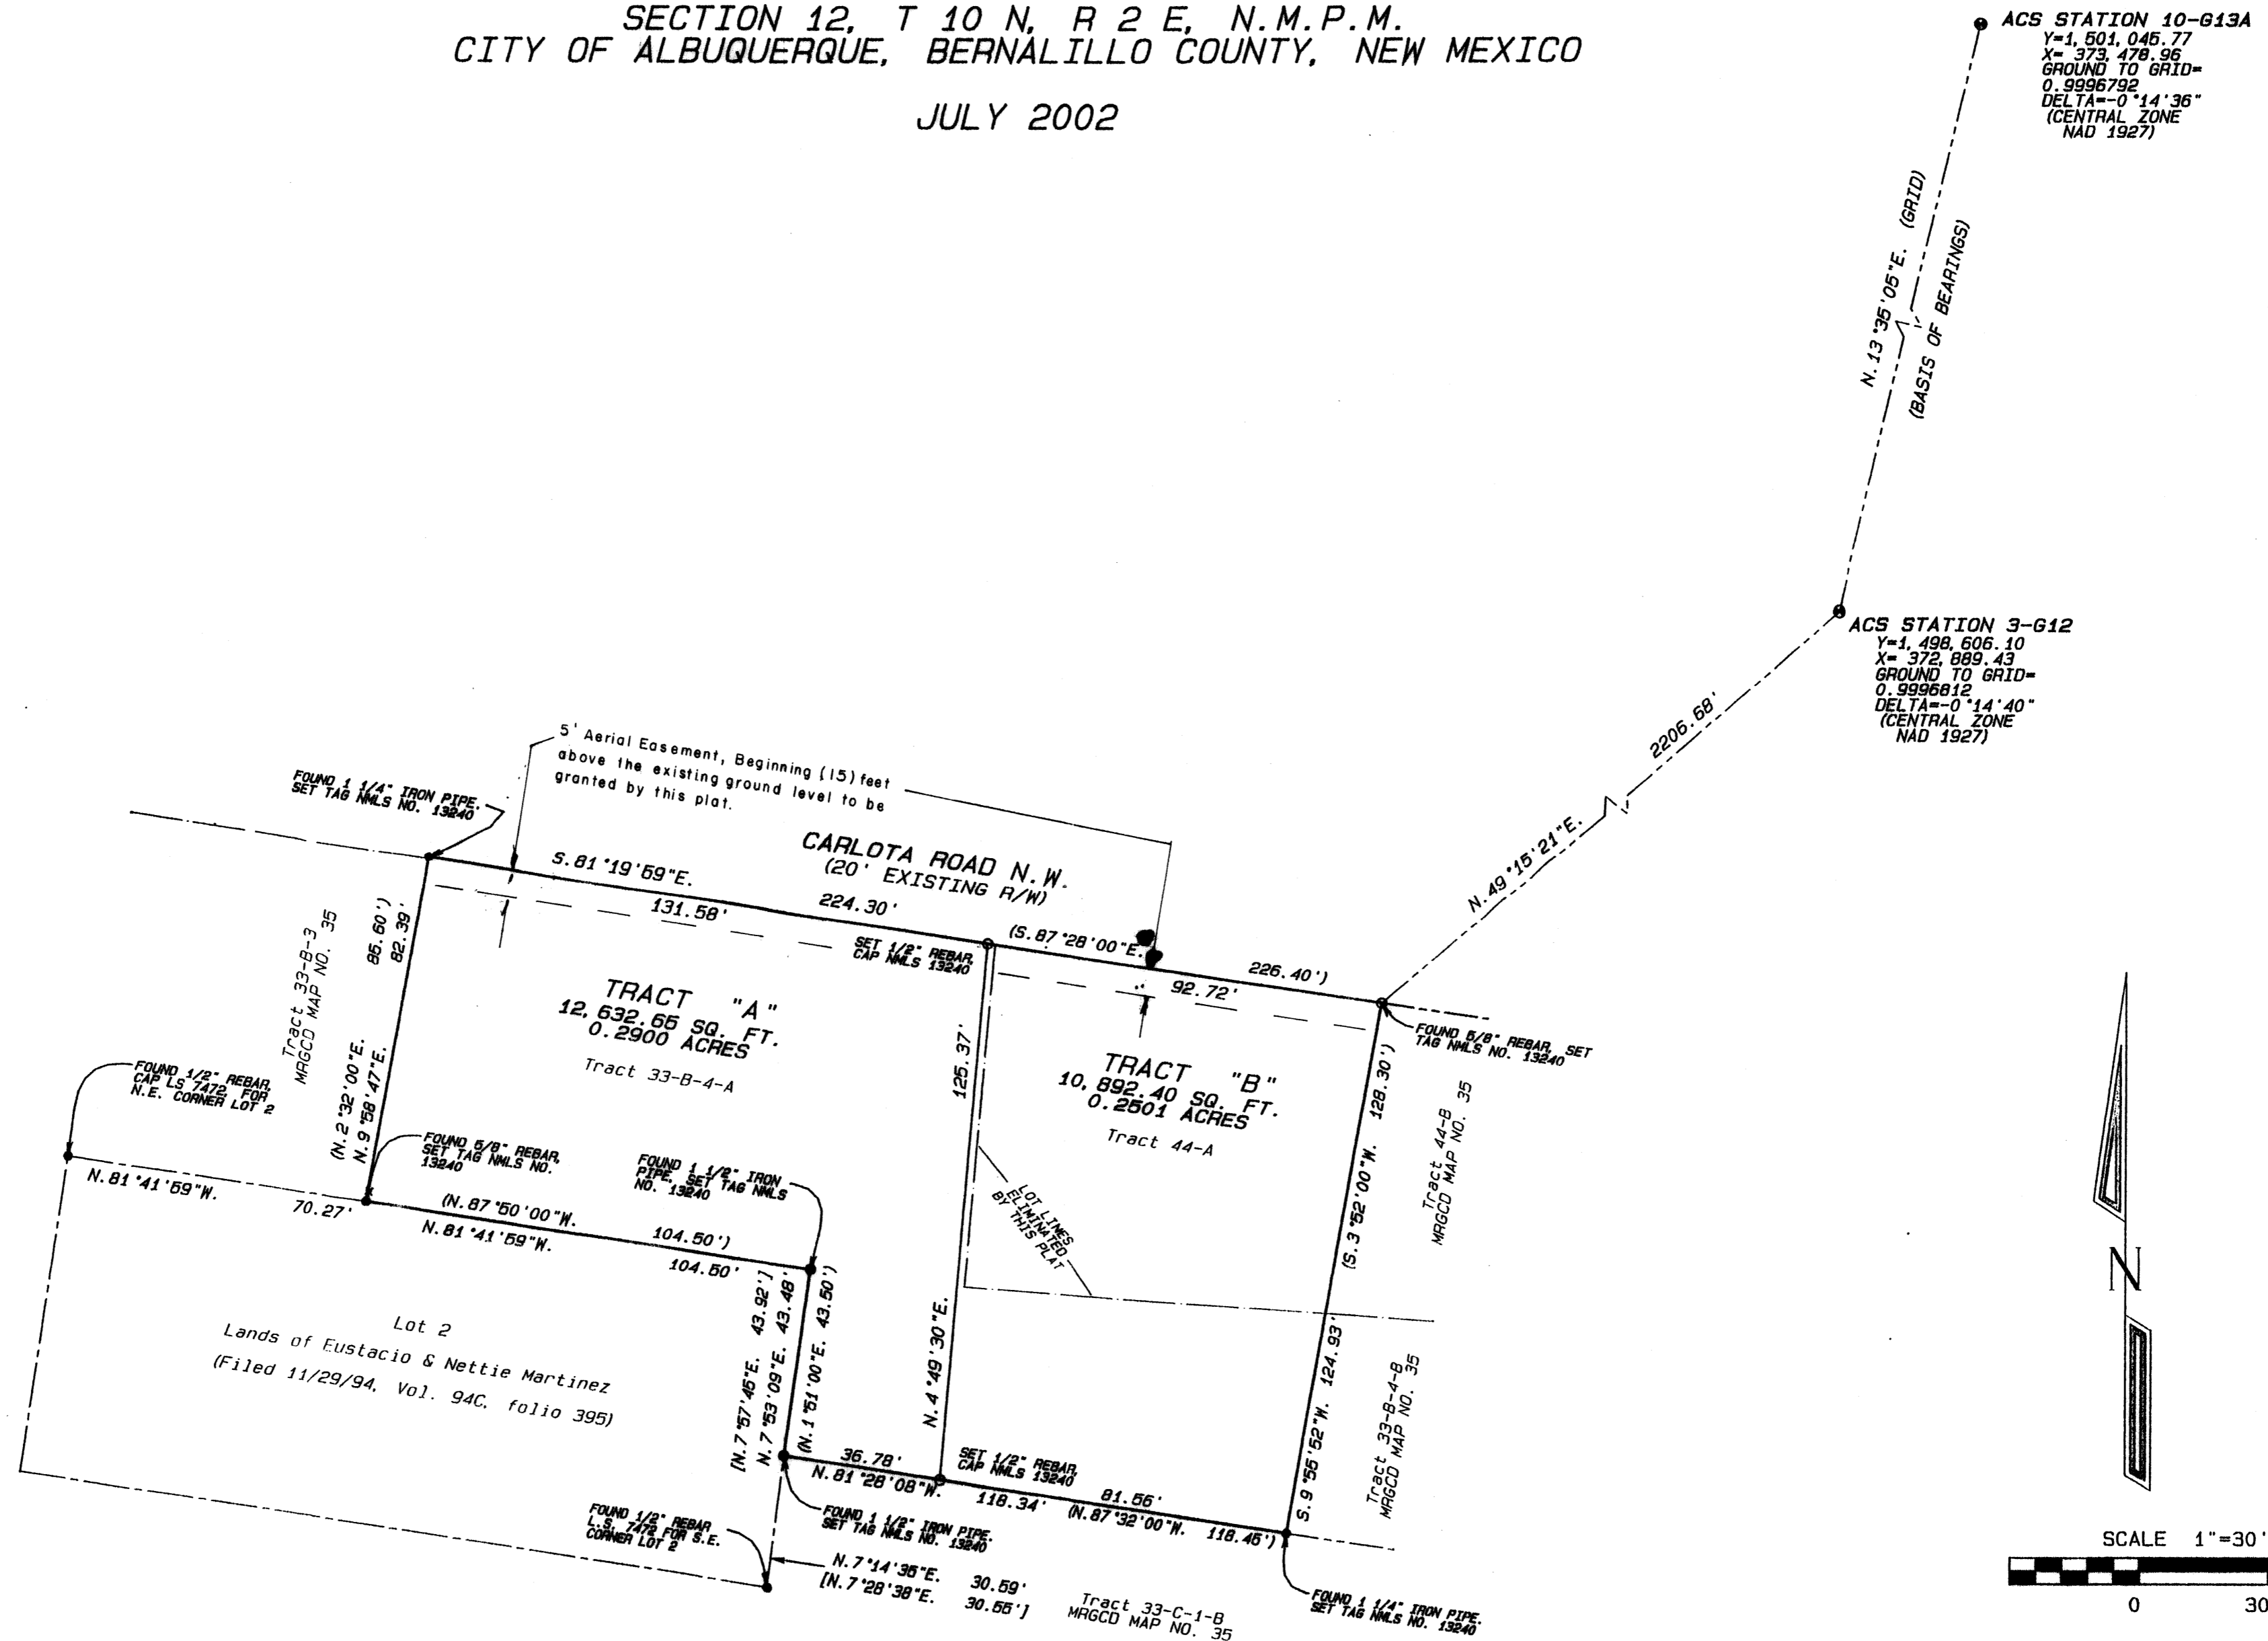 SECTION 12, T 10 N, R 2 E, N.M.P.M.
CITY OF ALBUQUERQUE, BERNALILLO COUNTY, NEW MEXICO
JULY 2002
ACS STATION 10-G13A
Y=1,501,045.77
X= 373,478.96
GROUND TO GRID=
0.9996792
DELTA=-0°14'36"
(CENTRAL ZONE
NAD 1927)
N.13°35'05"E. (GRID)
(BASIS OF BEARINGS)
ACS STATION 3-G12
Y=1,498,606.10
X= 372,889.43
GROUND TO GRID=
0.9996812
DELTA=-0°14'40"
(CENTRAL ZONE
NAD 1927)
2206.68'
N.49°15'21"E.
5' Aerial Easement, Beginning (15) feet
above the existing ground level to be
granted by this plat.
FOUND 1 1/4" IRON PIPE.
SET TAG NMLS NO. 13240
CARLOTA ROAD N.W.
(20' EXISTING R/W)
S.81°19'59"E.
224.30'
131.58'
(S.87°28'00"E.
226.40')
92.72'
SET 1/2" REBAR,
CAP NMLS 13240
FOUND 5/8" REBAR, SET
TAG NMLS NO. 13240
Tract 33-B-3
MRGCD MAP NO. 35
(N.2°32'00"E. 85.60')
N.9°58'47"E. 82.39'
TRACT "A"
12,632.65 SQ. FT.
0.2900 ACRES
Tract 33-B-4-A
125.37'
N.4°49'30"E.
TRACT "B"
10,892.40 SQ. FT.
0.2501 ACRES
Tract 44-A
LOT LINES
ELIMINATED
BY THIS PLAT
(S.3°52'00"W. 128.30')
S.9°55'52"W. 124.93'
Tract 44-B
MRGCD MAP NO. 35
Tract 33-B-4-B
MRGCD MAP NO. 35
FOUND 1/2" REBAR,
CAP LS 7472, FOR
N.E. CORNER LOT 2
N.81°41'59"W.
70.27'
FOUND 5/8" REBAR,
SET TAG NMLS NO.
13240
FOUND 1 1/2" IRON
PIPE, SET TAG NMLS
NO. 13240
(N.87°50'00"W. 104.50')
N.81°41'59"W. 104.50'
Lot 2
Lands of Eustacio & Nettie Martinez
(Filed 11/29/94, Vol. 94C, folio 395)
[N.7°57'45"E. 43.92']
N.7°53'09"E. 43.48'
(N.1°51'00"E. 43.50')
36.78'
N.81°28'08"W.
118.34'
SET 1/2" REBAR,
CAP NMLS 13240
81.56'
(N.87°32'00"W. 118.45')
FOUND 1/2" REBAR
L.S. 7472 FOR S.E.
CORNER LOT 2
FOUND 1 1/2" IRON PIPE.
SET TAG NMLS NO. 13240
N.7°14'35"E. 30.59'
[N.7°28'38"E. 30.55']
Tract 33-C-1-B
MRGCD MAP NO. 35
FOUND 1 1/4" IRON PIPE.
SET TAG NMLS NO. 13240
N
SCALE 1"=30'
0 30